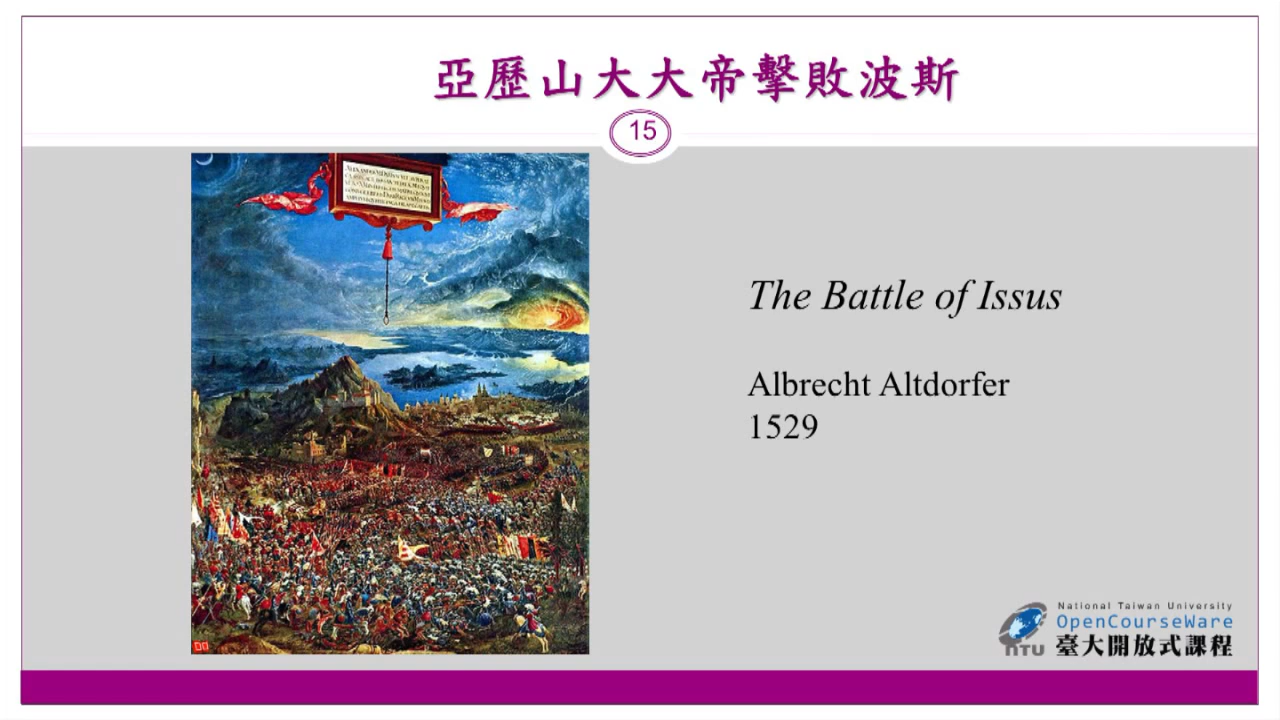 亞歷山大大帝擊敗波斯
15
The Battle of Issus
Albrecht Altdorfer
1529
National Taiwan University
OpenCourseWare
NTU 臺大開放式課程